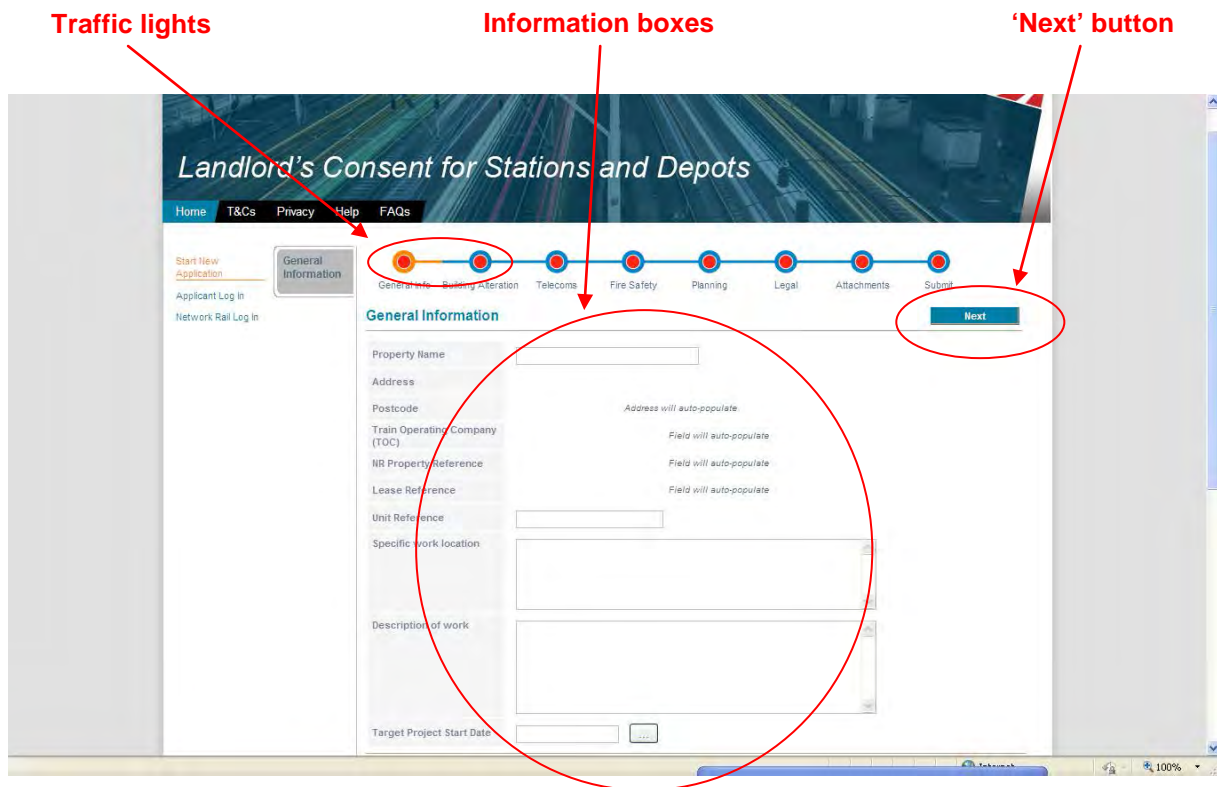 Traffic lights
Information boxes
‘Next’ button
Landlord’s Consent for Stations and Depots
Home T&Cs Privacy Help FAQs
Start New
Application
Applicant Log In
Network Rail Log In
General
Information
General Info Building Alteration Telecoms Fire Safety Planning Legal Attachments Submit
General Information
Next
Property Name
Address
Postcode Address will auto-populate
Train Operating Company
(TOC) Field will auto-populate
NR Property Reference Field will auto-populate
Lease Reference Field will auto-populate
Unit Reference
Specific work location
Description of work
Target Project Start Date ...
Internet 100%